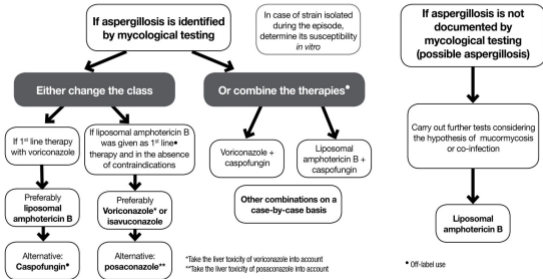 If aspergillosis is identified
by mycological testing
In case of strain isolated
during the episode,
determine its susceptibility
in vitro
If aspergillosis is not
documented by
mycological testing
(possible aspergillosis)
Either change the class
Or combine the therapies•
If 1st line therapy
with voriconazole
If liposomal amphotericin B
was given as 1st line•
therapy and in the absence
of contraindications
Voriconazole +
caspofungin
Liposomal
amphotericin B +
caspofungin
Carry out further tests considering
the hypothesis of mucormycosis
or co-infection
Preferably
liposomal
amphotericin B
Preferably
Voriconazole* or
isavuconazole
Other combinations on a
case-by-case basis
Liposomal
amphotericin B
Alternative:
Caspofungin•
Alternative:
posaconazole**
*Take the liver toxicity of voriconazole into account
**Take the liver toxicity of posaconazole into account
• Off-label use